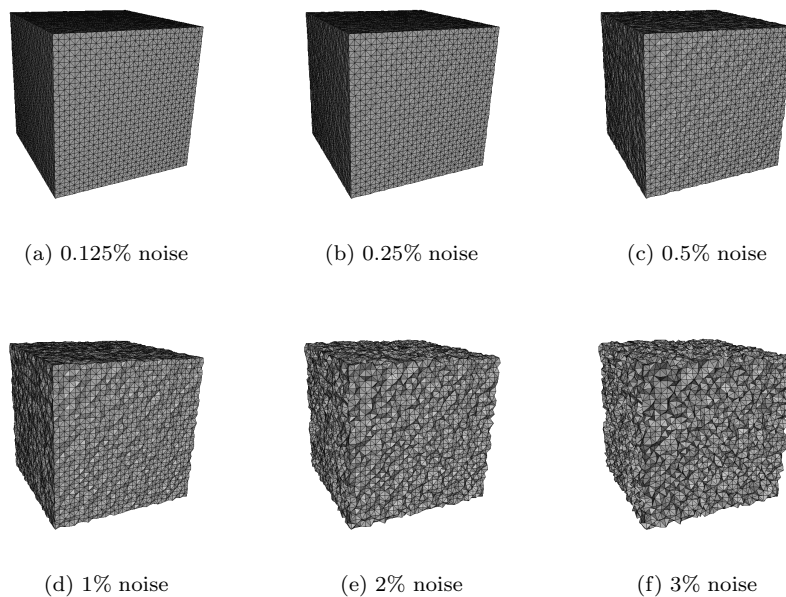 (a) 0.125% noise
(b) 0.25% noise
(c) 0.5% noise
(d) 1% noise
(e) 2% noise
(f) 3% noise